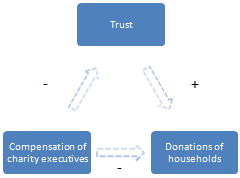 Trust
-
+
Compensation of
charity executives
Donations of
households
-